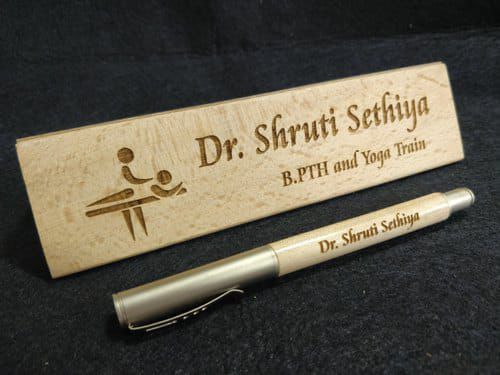 Dr. Shruti Sethiya
B.PTH and Yoga Train
Dr. Shruti Sethiya